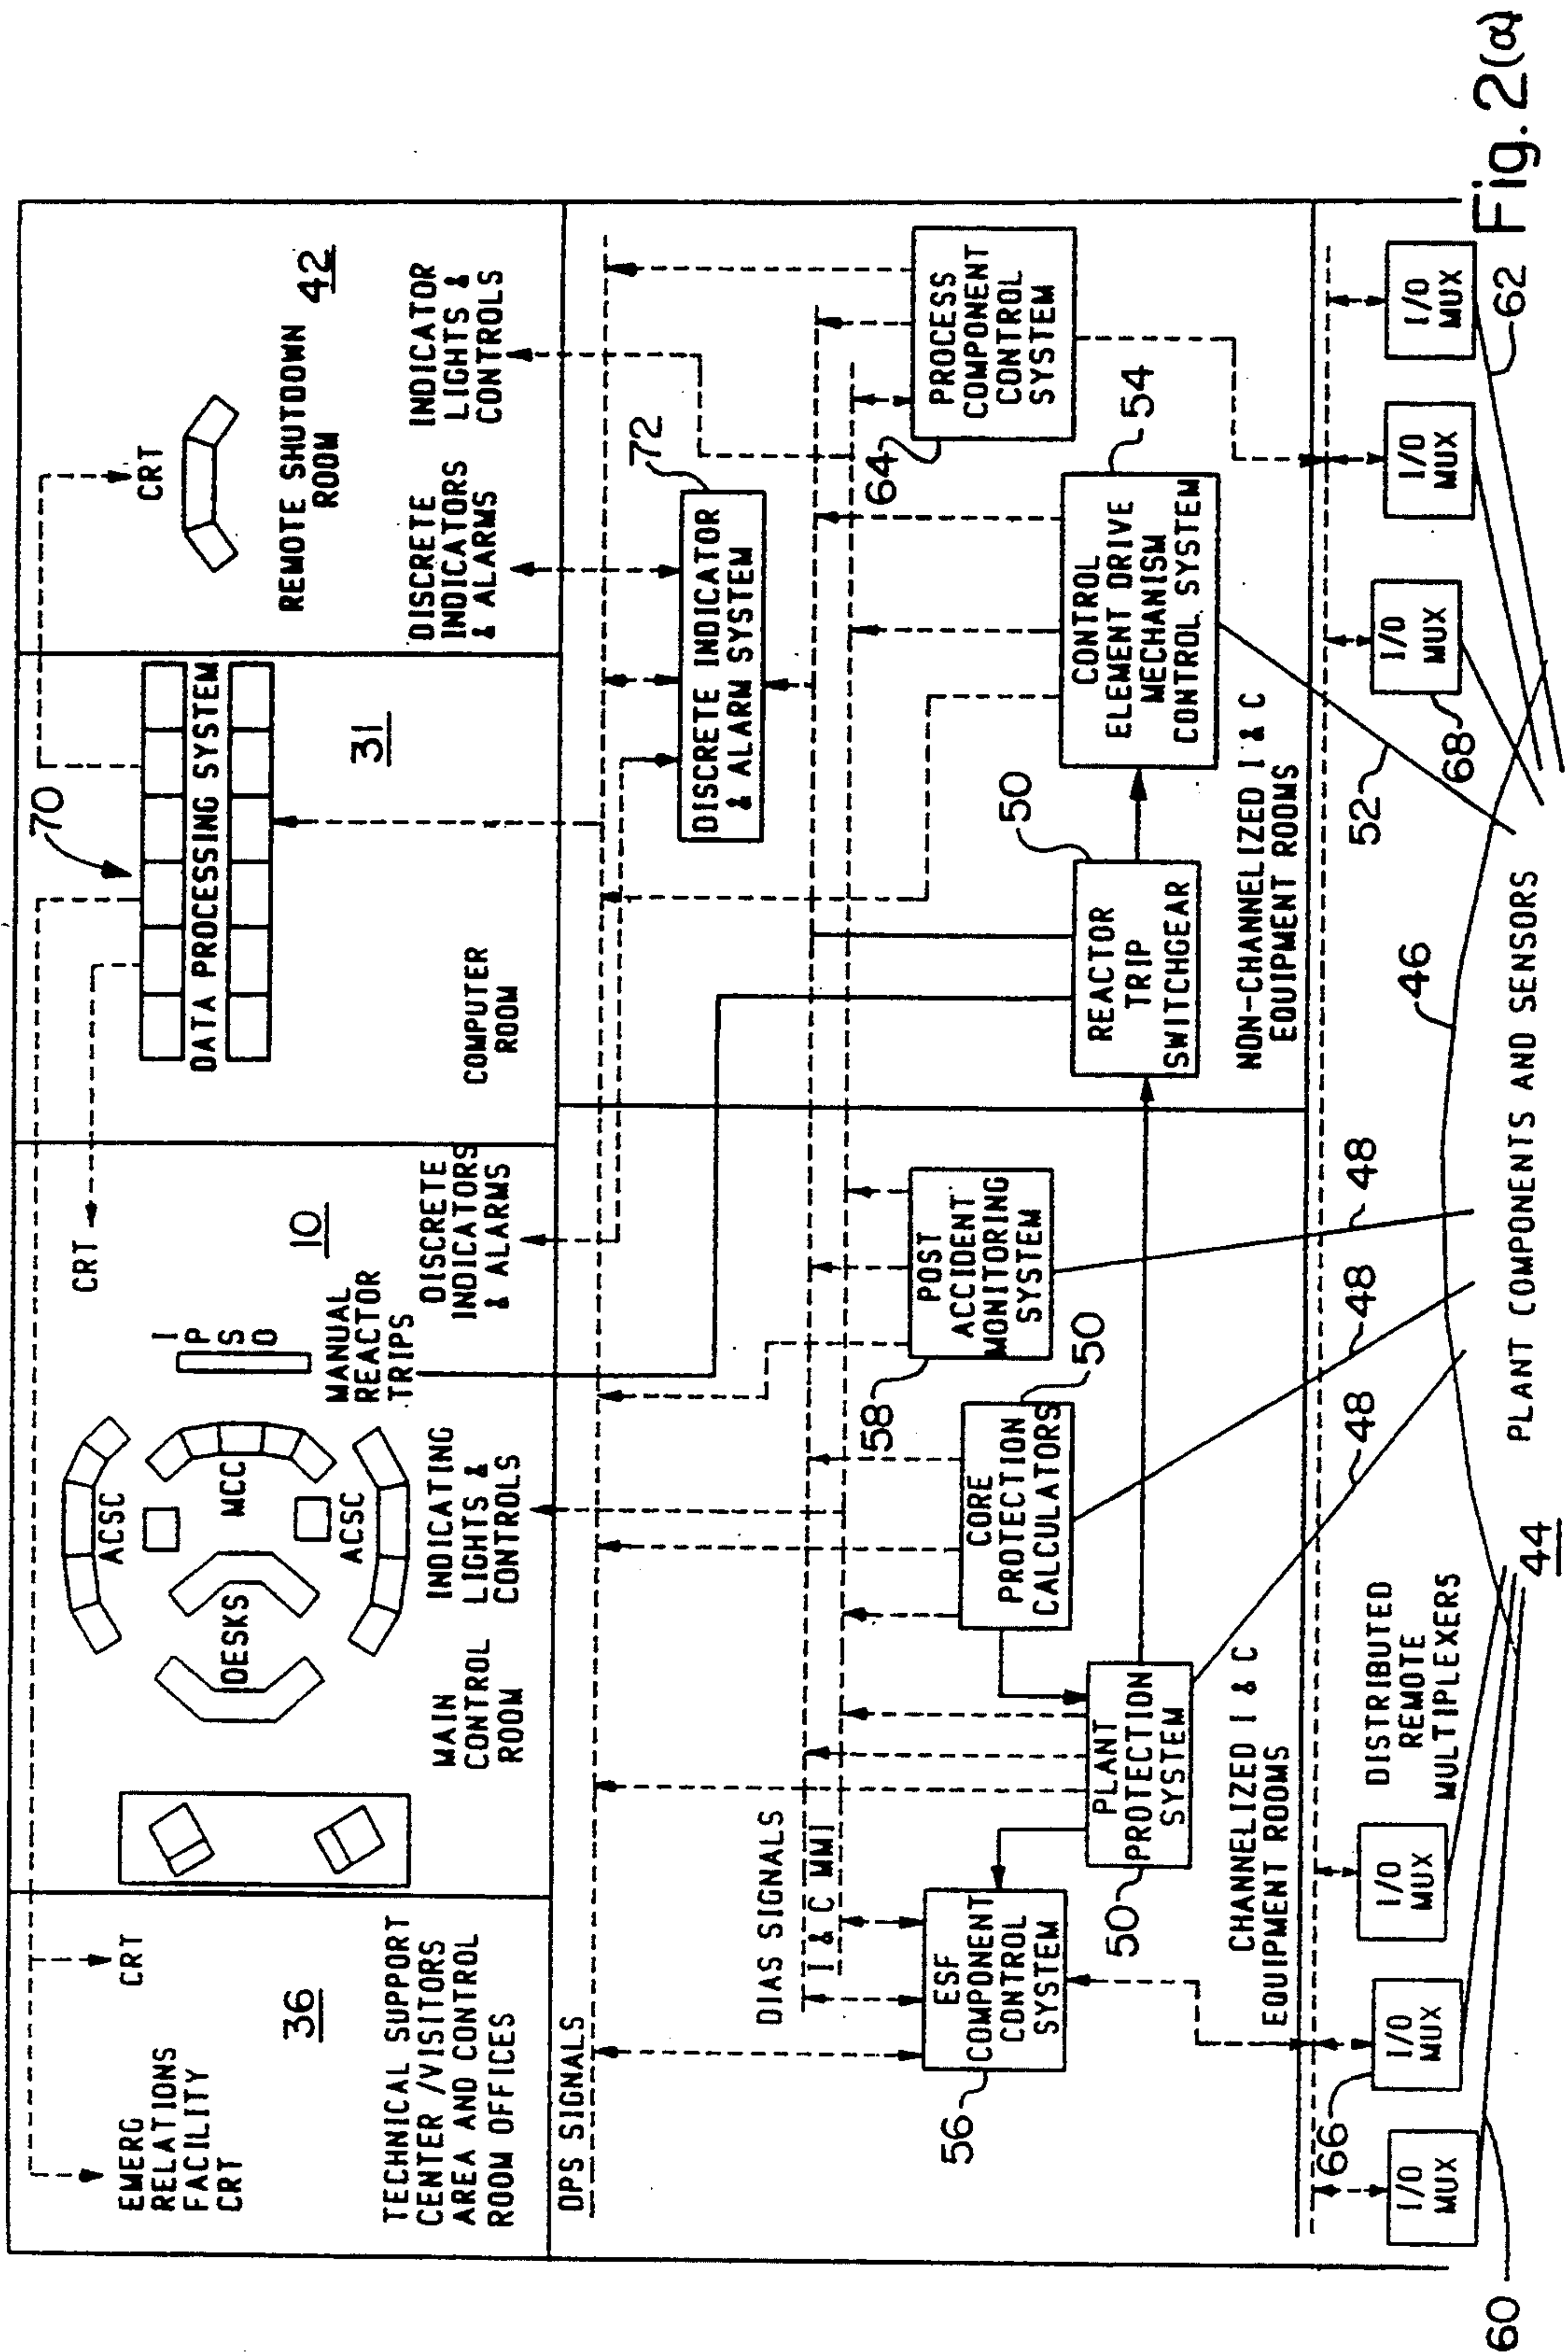 EMERG
RELATIONS
FACILITY
CRT
CRT
36
TECHNICAL SUPPORT
CENTER /VISITORS
AREA AND CONTROL
ROOM OFFICES
ACSC
MCC
DESKS
ACSC
I
P
S
O
CRT
10
MAIN
CONTROL
ROOM
INDICATING
LIGHTS &
CONTROLS
MANUAL
REACTOR
TRIPS
DISCRETE
INDICATORS
& ALARMS
70
DATA PROCESSING SYSTEM
31
COMPUTER
ROOM
CRT
REMOTE SHUTDOWN
ROOM
42
DISCRETE
INDICATORS
& ALARMS
INDICATOR
LIGHTS &
CONTROLS
DPS SIGNALS
DIAS SIGNALS
I & C MMI
72
DISCRETE INDICATOR
& ALARM SYSTEM
56
ESF
COMPONENT
CONTROL
SYSTEM
50
PLANT
PROTECTION
SYSTEM
50
CORE
PROTECTION
CALCULATORS
58
POST
ACCIDENT
MONITORING
SYSTEM
50
REACTOR
TRIP
SWITCHGEAR
54
CONTROL
ELEMENT DRIVE
MECHANISM
CONTROL SYSTEM
64
PROCESS
COMPONENT
CONTROL
SYSTEM
CHANNELIZED I & C
EQUIPMENT ROOMS
NON-CHANNELIZED I & C
EQUIPMENT ROOMS
I/O
MUX
66
I/O
MUX
I/O
MUX
DISTRIBUTED
REMOTE
MULTIPLEXERS
48
48
48
46
52
68
I/O
MUX
I/O
MUX
I/O
MUX
60
44
PLANT COMPONENTS AND SENSORS
62
Fig. 2(a)